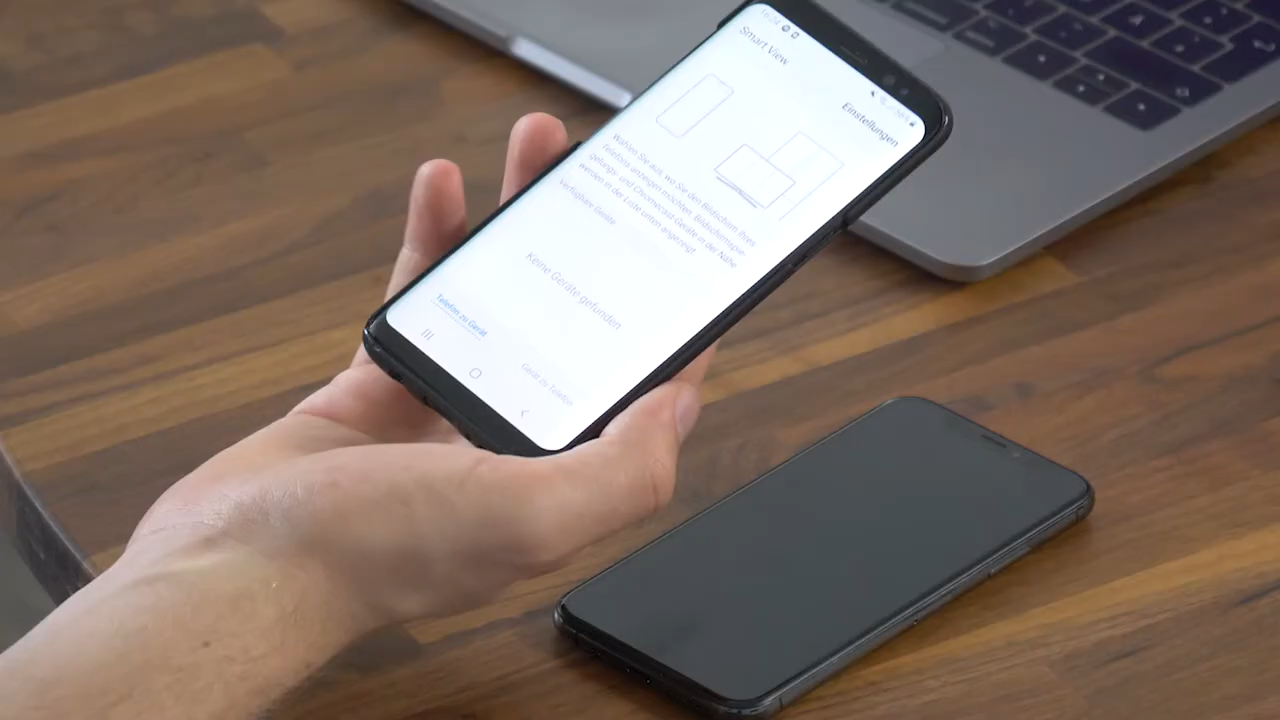 Smart View
Einstellungen
Wählen Sie aus, wo Sie den Bildschirm Ihres
Telefons anzeigen möchten. Bildschirmspie-
gelungs- und Chromecast-Geräte in der Nähe
werden in der Liste unten angezeigt.
Verfügbare Geräte
Keine Geräte gefunden
Telefon zu Gerät
Gerät zu Telefon